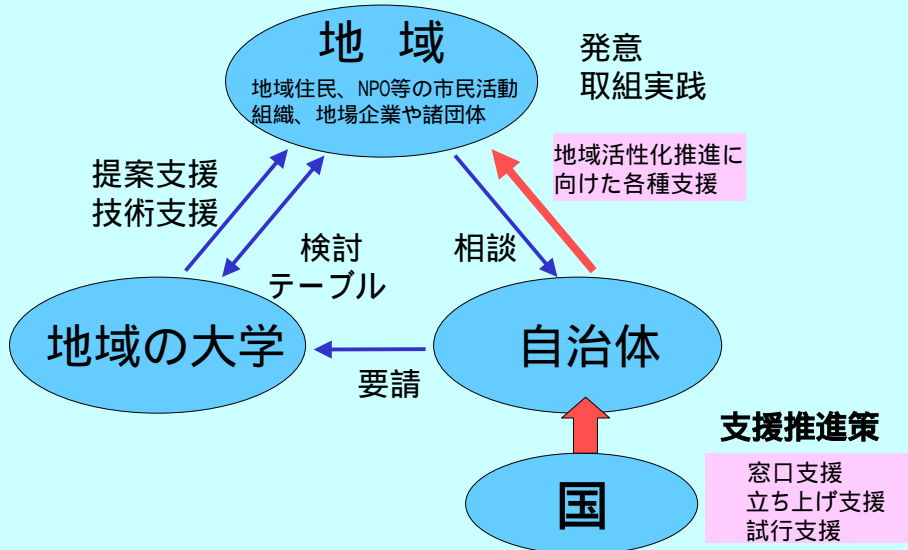 地 域
地域住民、NPO等の市民活動
組織、地場企業や諸団体
発意
取組実践
地域活性化推進に
向けた各種支援
提案支援
技術支援
検討
テーブル
相談
地域の大学
要請
自治体
支援推進策
国
窓口支援
立ち上げ支援
試行支援